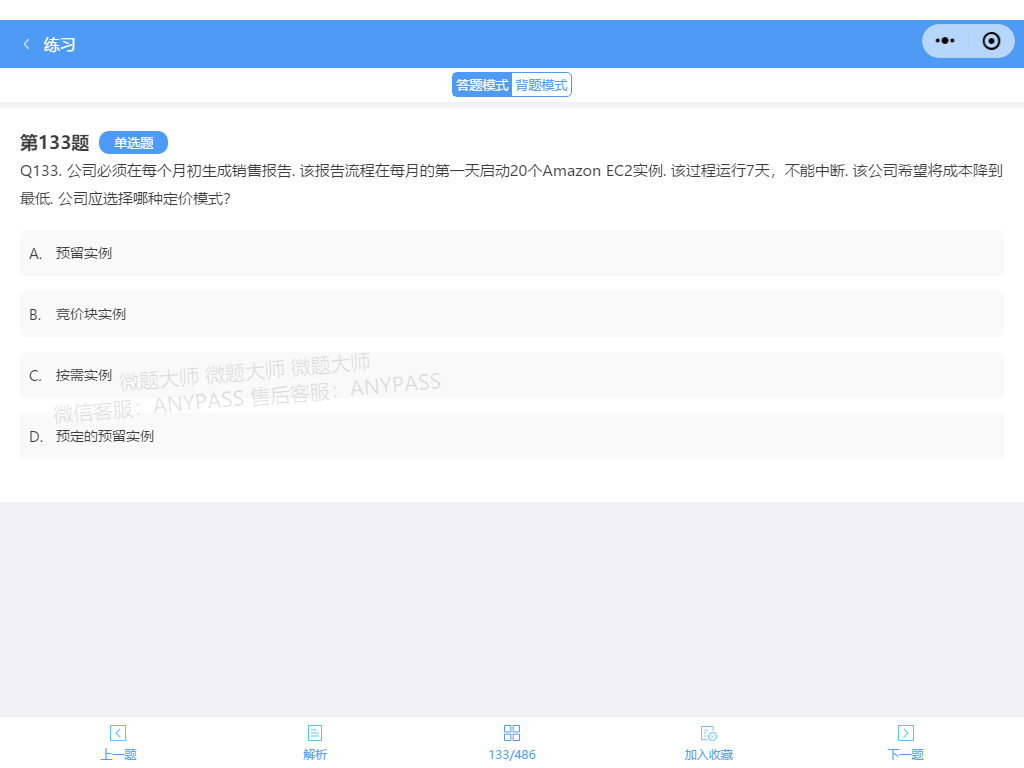 练习
答题模式 背题模式
第133题 单选题
Q133. 公司必须在每个月初生成销售报告. 该报告流程在每月的第一天启动20个Amazon EC2实例. 该过程运行7天，不能中断. 该公司希望将成本降到
最低. 公司应选择哪种定价模式?
A. 预留实例
B. 竞价块实例
C. 按需实例
微题大师 微题大师 微题大师
微信客服：ANYPASS 售后客服：ANYPASS
D. 预定的预留实例
上一题 解析 133/486 加入收藏 下一题